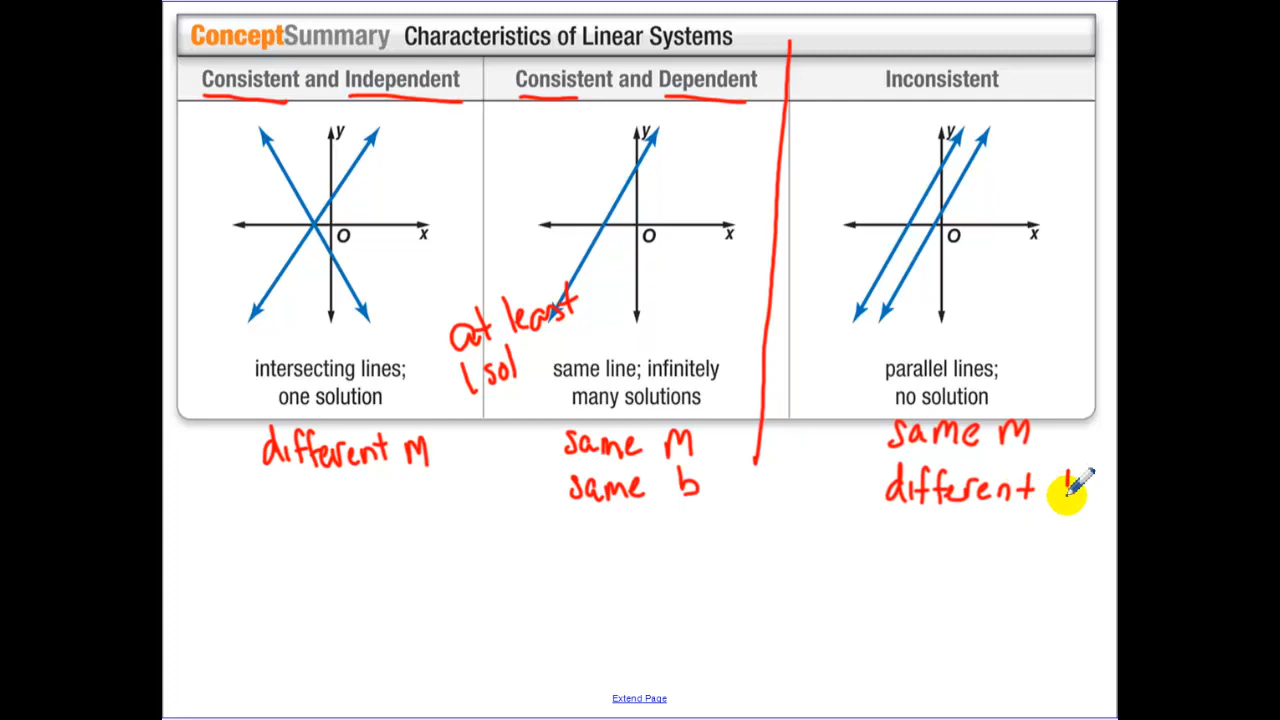 ConceptSummary Characteristics of Linear Systems
Consistent and Independent
Consistent and Dependent
Inconsistent
y
O
x
y
O
x
y
O
x
at least
1 sol
intersecting lines;
one solution
same line; infinitely
many solutions
parallel lines;
no solution
different m
same m
same b
same m
different
Extend Page